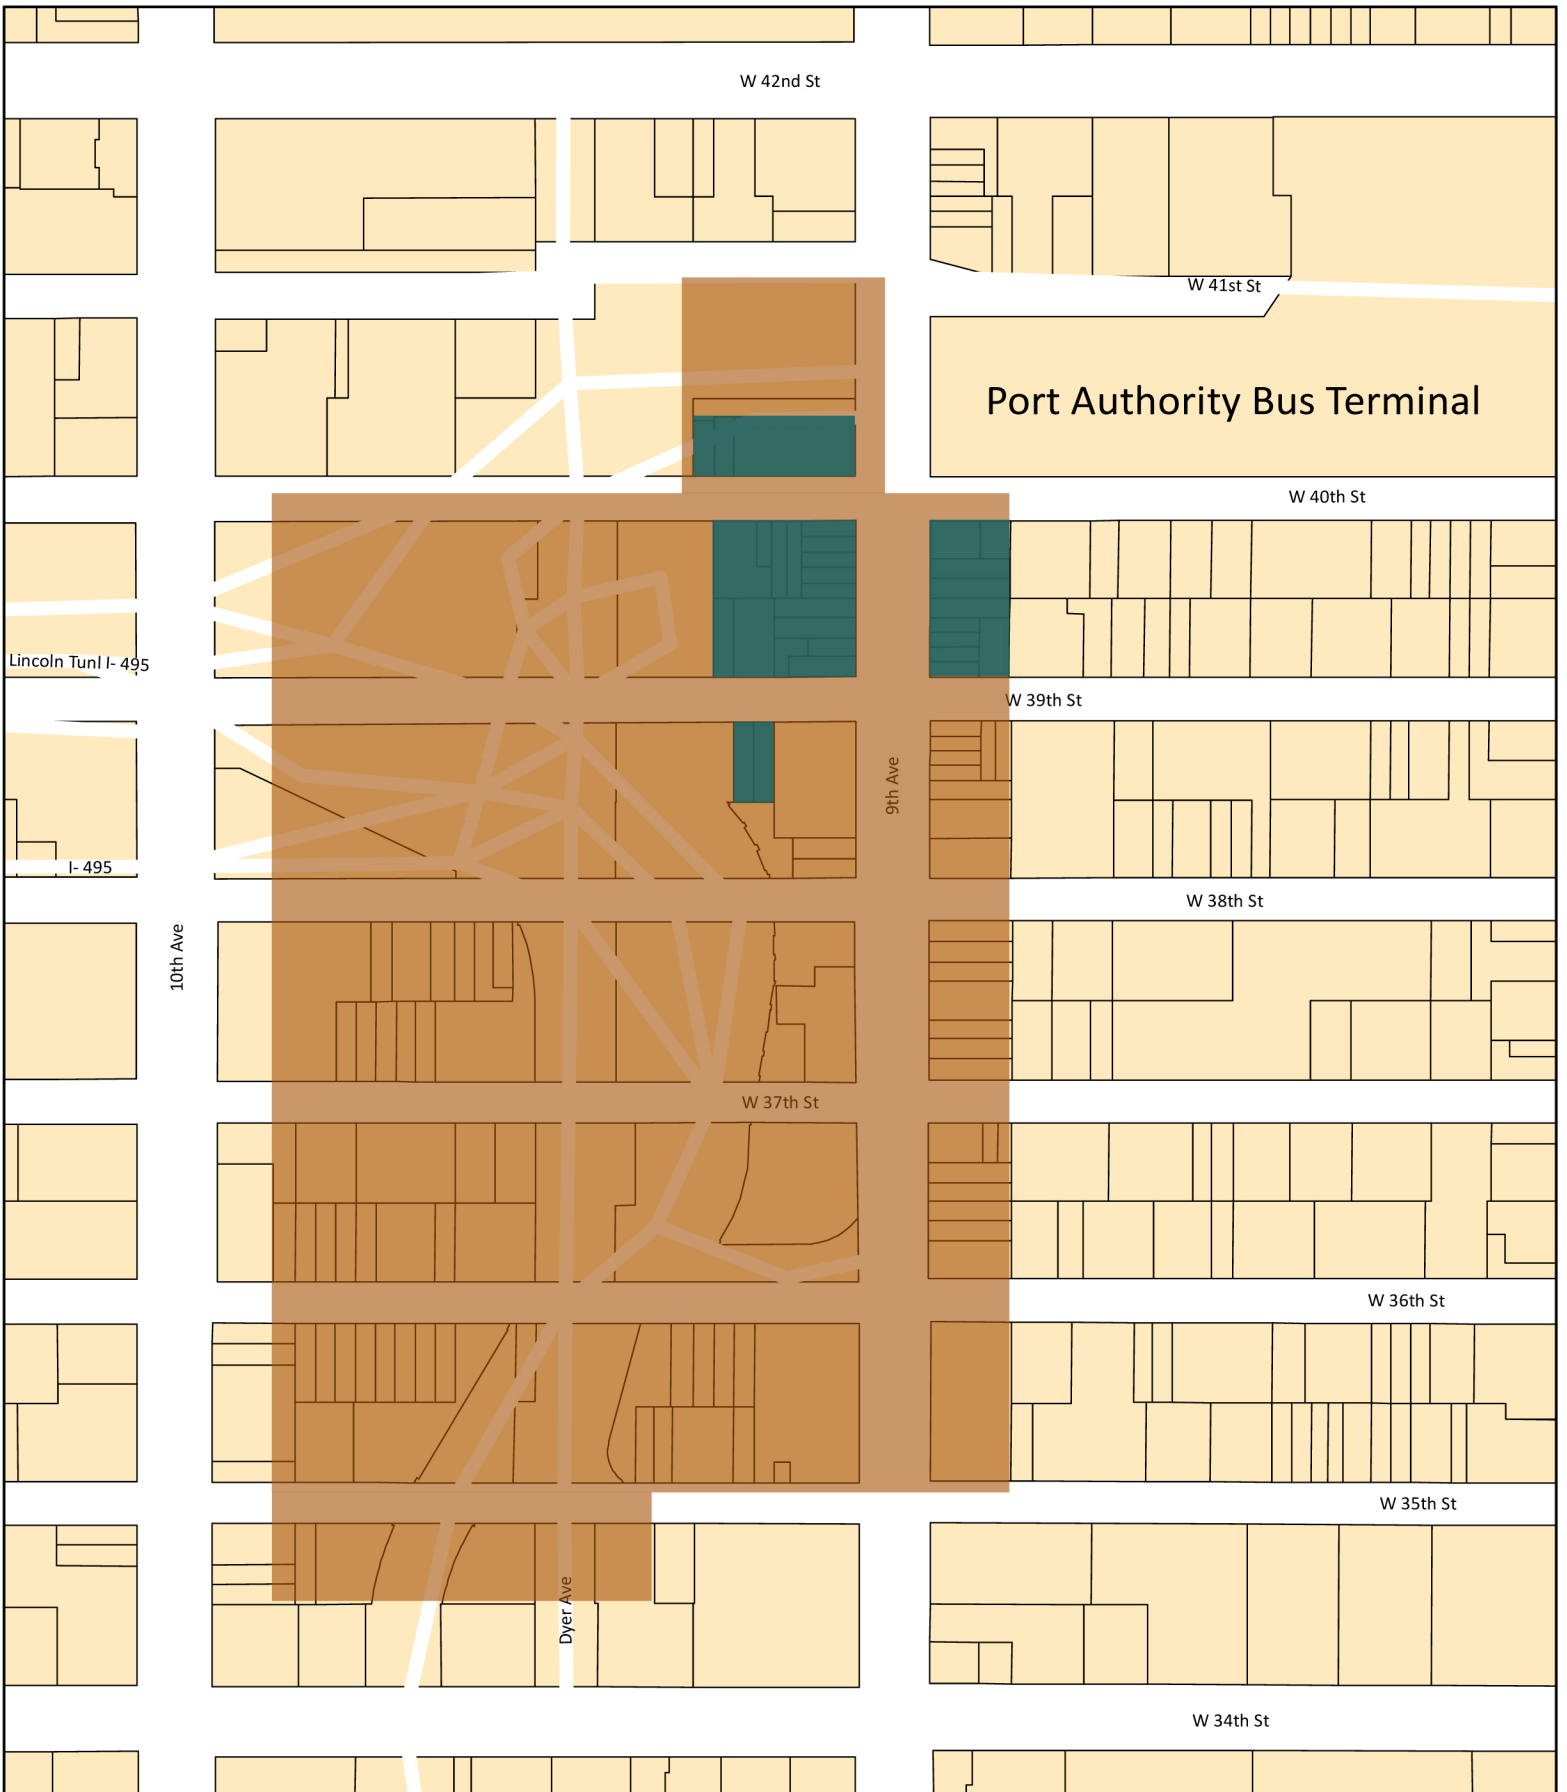 W 42nd St
W 41st St
Port Authority Bus Terminal
W 40th St
Lincoln Tunl I- 495
W 39th St
9th Ave
I- 495
W 38th St
10th Ave
W 37th St
W 36th St
W 35th St
Dyer Ave
W 34th St